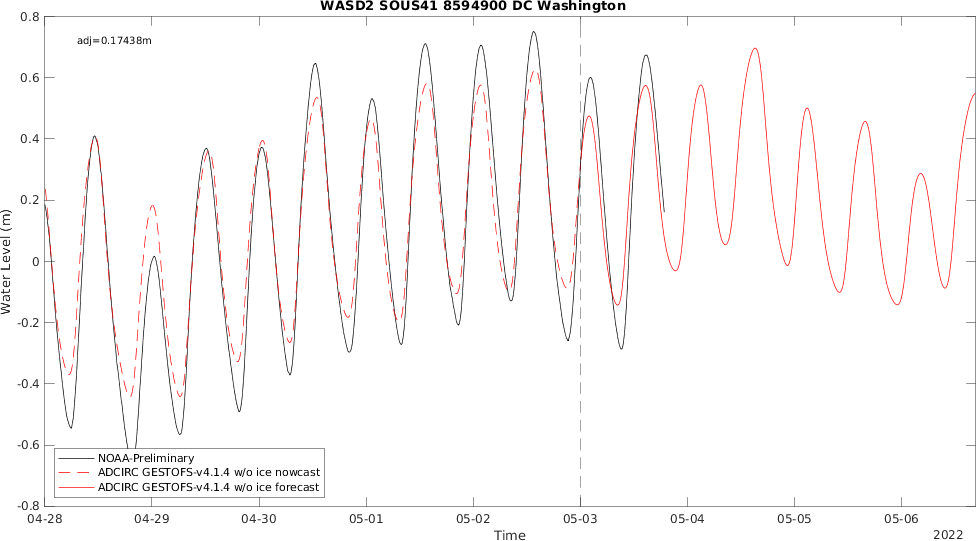 WASD2 SOUS41 8594900 DC Washington
adj=0.17438m
0.8
0.6
0.4
0.2
0
-0.2
-0.4
-0.6
-0.8
Water Level (m)
NOAA-Preliminary
ADCIRC GESTOFS-v4.1.4 w/o ice nowcast
ADCIRC GESTOFS-v4.1.4 w/o ice forecast
04-28 04-29 04-30 05-01 05-02 05-03 05-04 05-05 05-06
Time
2022